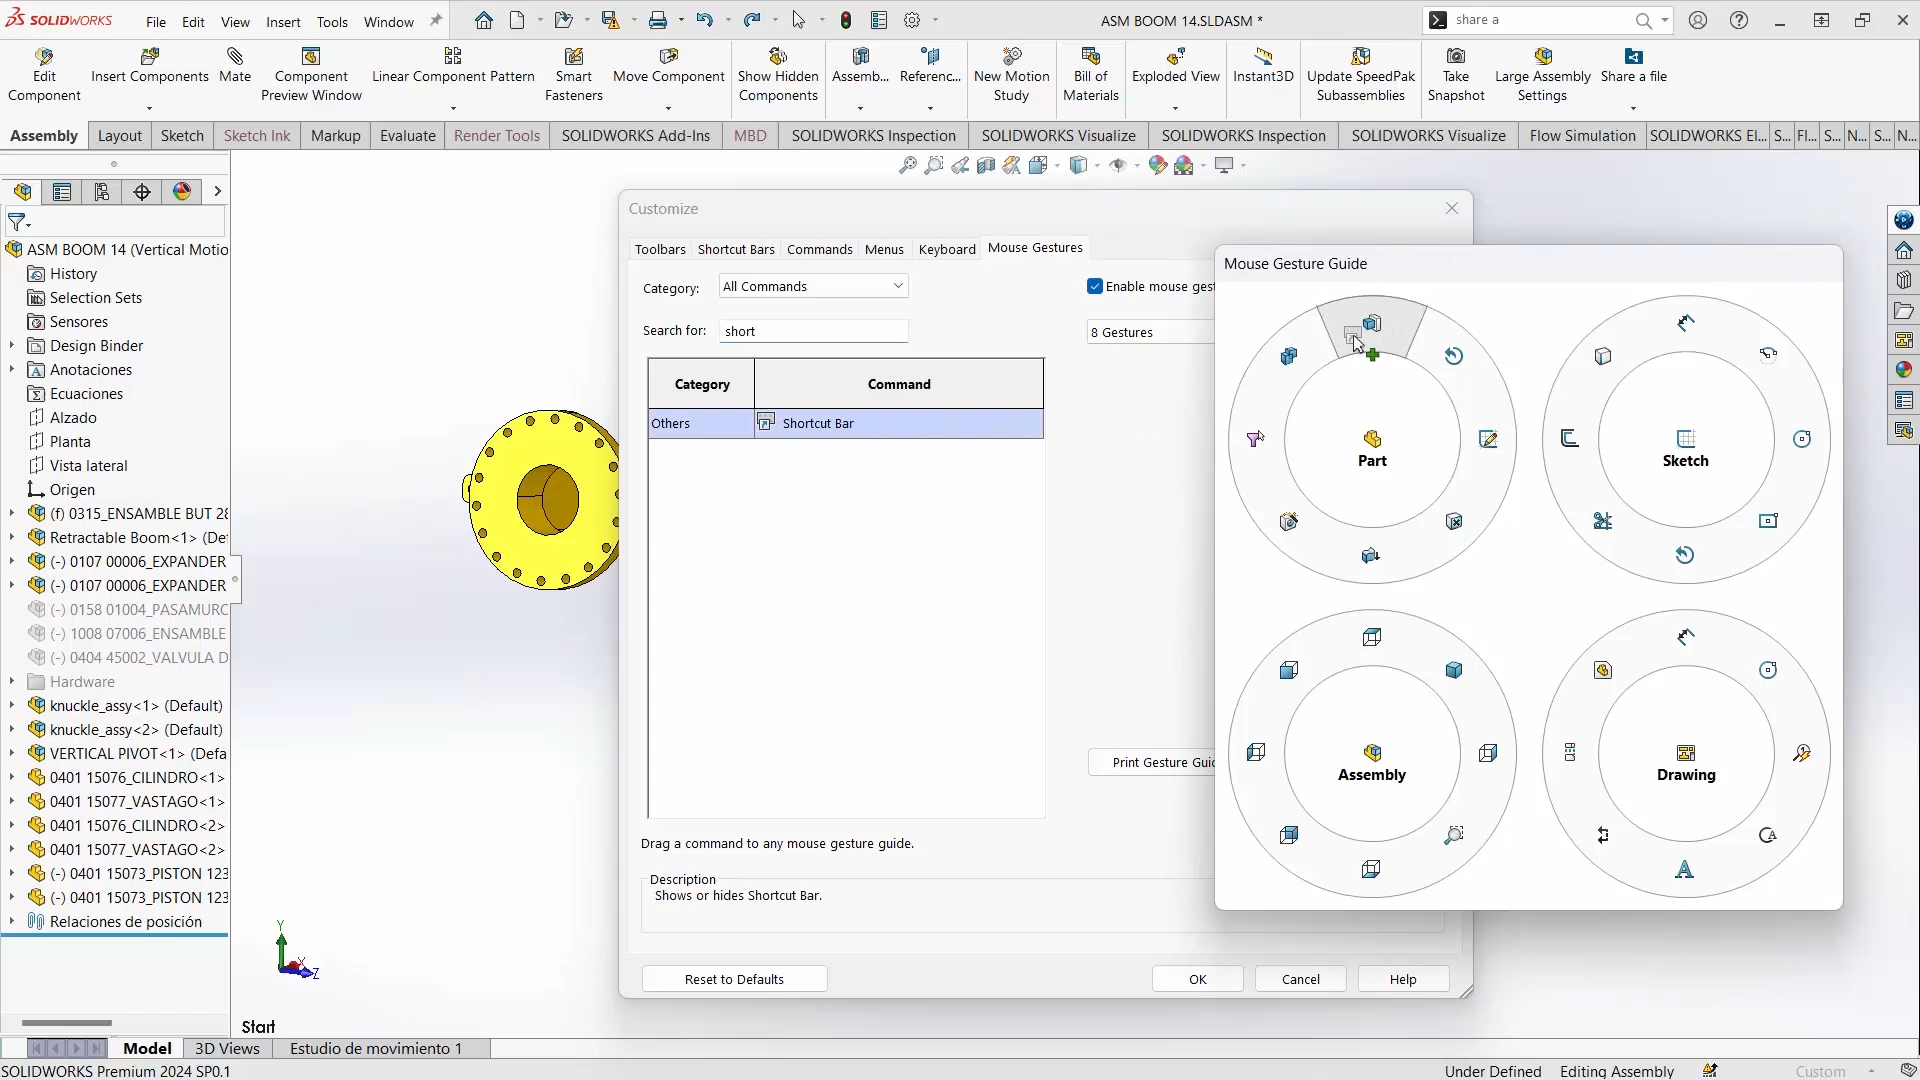 SOLIDWORKS
File Edit View Insert Tools Window
ASM BOOM 14.SLDASM *
share a
Edit Component
Insert Components
Mate
Component Preview Window
Linear Component Pattern
Smart Fasteners
Move Component
Show Hidden Components
Assemb...
Referenc...
New Motion Study
Bill of Materials
Exploded View
Instant3D
Update SpeedPak Subassemblies
Take Snapshot
Large Assembly Settings
Share a file
Assembly Layout Sketch Sketch Ink Markup Evaluate Render Tools SOLIDWORKS Add-Ins MBD SOLIDWORKS Inspection SOLIDWORKS Visualize SOLIDWORKS Inspection SOLIDWORKS Visualize Flow Simulation SOLIDWORKS El... S... Fl... S... N... S... N...
ASM BOOM 14 (Vertical Motio
History
Selection Sets
Sensores
Design Binder
Anotaciones
Ecuaciones
Alzado
Planta
Vista lateral
Origen
(f) 0315_ENSAMBLE BUT 28
Retractable Boom<1> (De
(-) 0107 00006_EXPANDER
(-) 0107 00006_EXPANDER
(-) 0158 01004_PASAMURO
(-) 1008 07006_ENSAMBLE
(-) 0404 45002_VALVULA D
Hardware
knuckle_assy<1> (Default)
knuckle_assy<2> (Default)
VERTICAL PIVOT<1> (Defa
0401 15076_CILINDRO<1>
0401 15077_VASTAGO<1>
0401 15076_CILINDRO<2>
0401 15077_VASTAGO<2>
(-) 0401 15073_PISTON 123
(-) 0401 15073_PISTON 123
Relaciones de posición
Y
X
Z
Start
Customize
Toolbars Shortcut Bars Commands Menus Keyboard Mouse Gestures
Category: All Commands
Enable mouse gest
Search for: short
8 Gestures
Category Command
Others Shortcut Bar
Print Gesture Guid
Drag a command to any mouse gesture guide.
Description
Shows or hides Shortcut Bar.
Reset to Defaults OK Cancel Help
Mouse Gesture Guide
Part
Sketch
Assembly
Drawing
Model 3D Views Estudio de movimiento 1
SOLIDWORKS Premium 2024 SP0.1
Under Defined Editing Assembly Custom